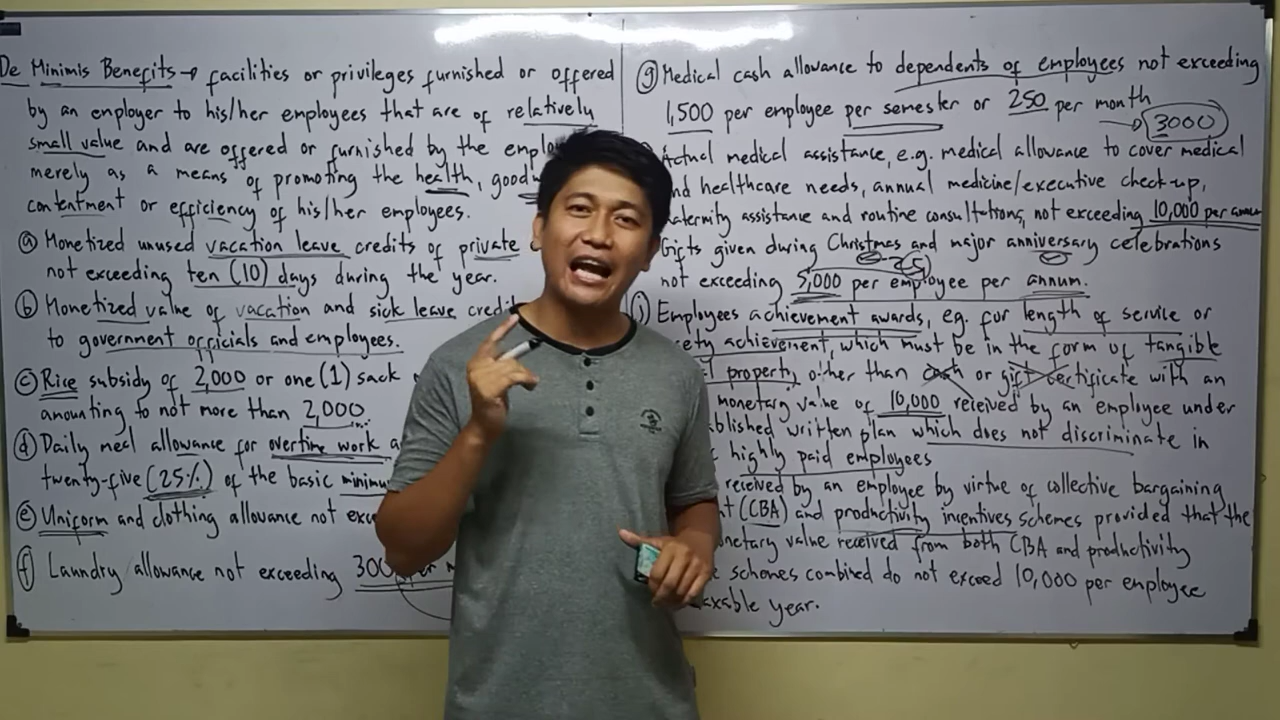 De Minimis Benefits → facilities or privileges furnished or offered
by an employer to his/her employees that are of relatively
small value and are offered or furnished by the
merely as a means of promoting the health,
contentment or efficiency of his/her employees.
(a) Monetized unused vacation leave credits of private
not exceeding ten (10) days during the year.
(b) Monetized value of vacation and sick leave
to government officials and employees.
(c) Rice subsidy of 2,000 or one (1) sack
amounting to not more than 2,000.
(d) Daily meal allowance for overtime work
twenty-five (25%) of the basic
(e) Uniform and clothing allowance not
(f) Laundry allowance not exceeding 300
(g) Medical cash allowance to dependents of employees not exceeding
1,500 per employee per semester or 250 per month
→ 3000
Actual medical assistance, e.g. medical allowance to cover medical
and healthcare needs, annual medicine/executive check-up,
maternity assistance and routine consultations, not exceeding 10,000 per
Gifts given during Christmas and major anniversary celebrations
not exceeding 5,000 per employee per annum.
Employees achievement awards, eg. for length of service or
achievement, which must be in the form of tangible
property other than cash or gift certificate with an
monetary value of 10,000 received by an employee under
written plan which does not discriminate in
highly paid employees
received by an employee by virtue of collective bargaining
(CBA) and productivity incentives schemes provided that the
value received from both CBA and productivity
schemes combined do not exceed 10,000 per employee
year.